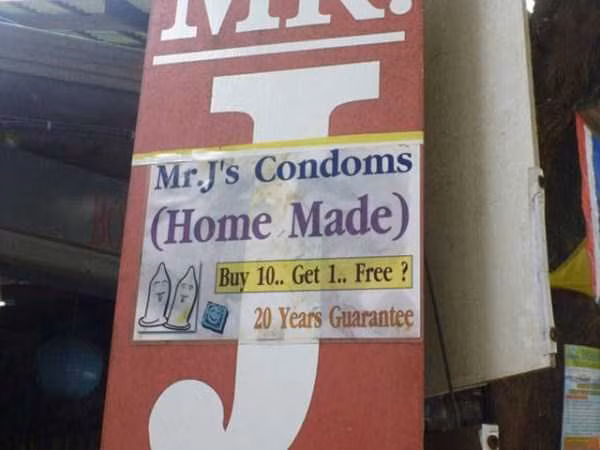 MR.
J
Mr.J's Condoms
(Home Made)
Buy 10.. Get 1.. Free ?
20 Years Guarantee